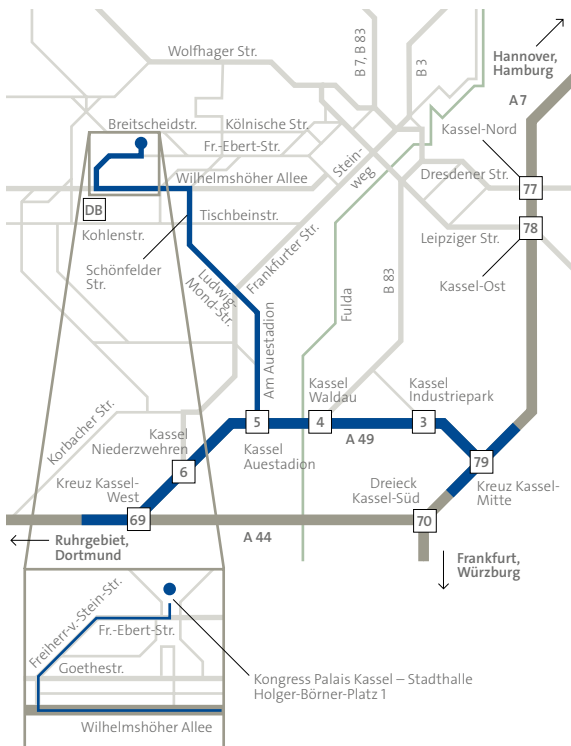 Wolfhager Str.
B 7, B 83
B 3
Hannover,
Hamburg
A 7
Breitscheidstr.
Kölnische Str.
Kassel-Nord
Fr.-Ebert-Str.
Stein-
weg
Dresdener Str.
Wilhelmshöher Allee
77
DB
Tischbeinstr.
78
Kohlenstr.
Leipziger Str.
Frankfurter Str.
Schönfelder
Str.
Kassel-Ost
Ludwig-
Mond-Str.
B 83
Fulda
Am Auestadion
Kassel
Waldau
Kassel
Industriepark
Korbacher Str.
5
4
3
Kassel
Niederzwehren
A 49
Kassel
Auestadion
79
6
Kreuz Kassel-
West
Dreieck
Kassel-Süd
Kreuz Kassel-
Mitte
69
70
Ruhrgebiet,
Dortmund
A 44
Frankfurt,
Würzburg
Freiherr-v.-Stein-Str.
Fr.-Ebert-Str.
Goethestr.
Kongress Palais Kassel – Stadthalle
Holger-Börner-Platz 1
Wilhelmshöher Allee